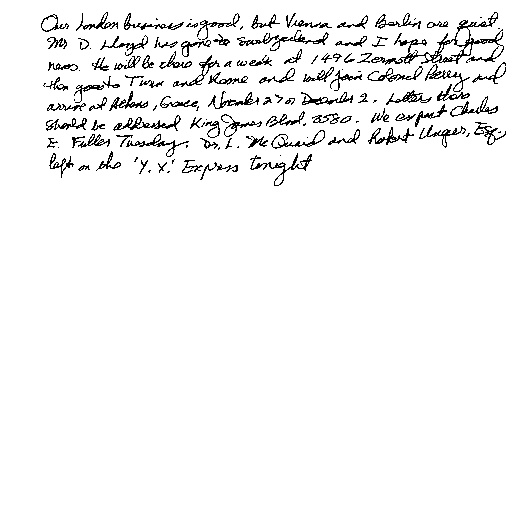 Our London business is good, but Vienna and Berlin are quiet.
Mr. D. Lloyd has gone to Switzerland and I hope for good
news. He will be there for a week at 1496 Zermott Street and
then goes to Turin and Rome and will join Colonel Perry and
arrive at Athens, Greece, November 27 or December 2. Letters there
should be addressed King James Blvd. 3580. We expect Charles
E. Fuller Tuesday. Dr. L. McQuaid and Robert Unger, Esq.,
left on the 'Y.X.' Express tonight